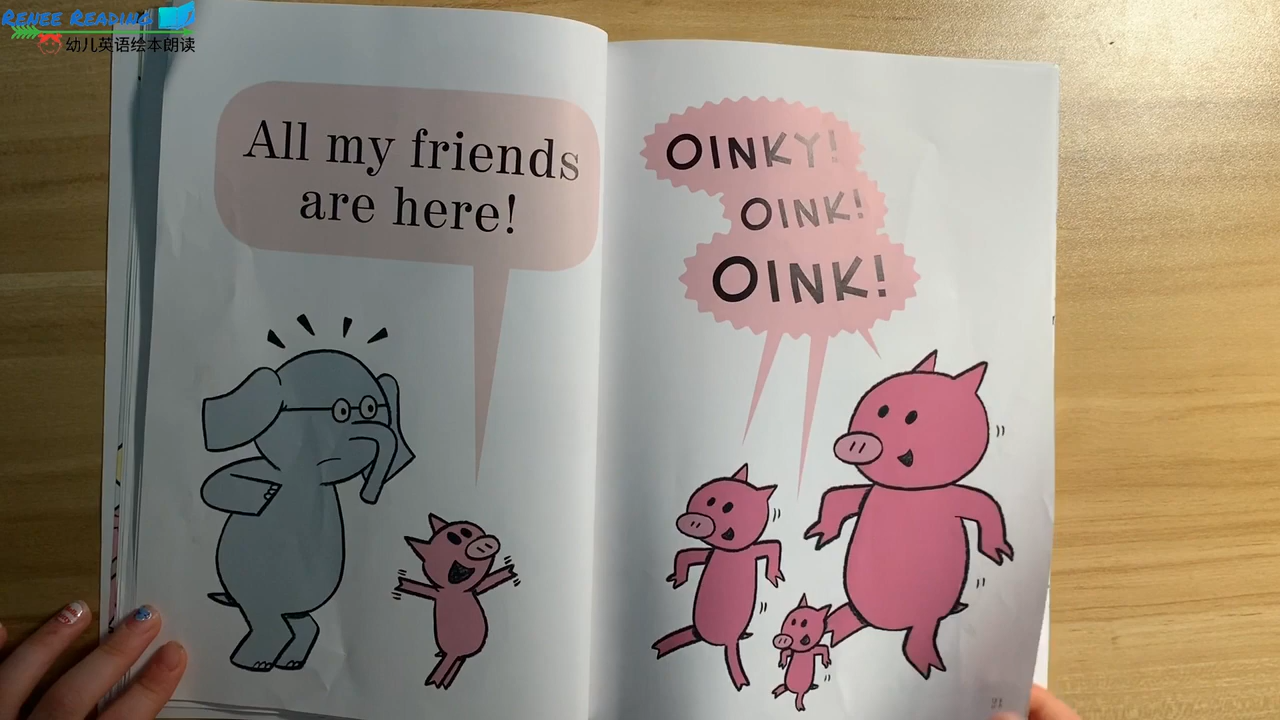 RENEE READING
幼儿英语绘本朗读
All my friends
are here!
OINKY!
OINK!
OINK!